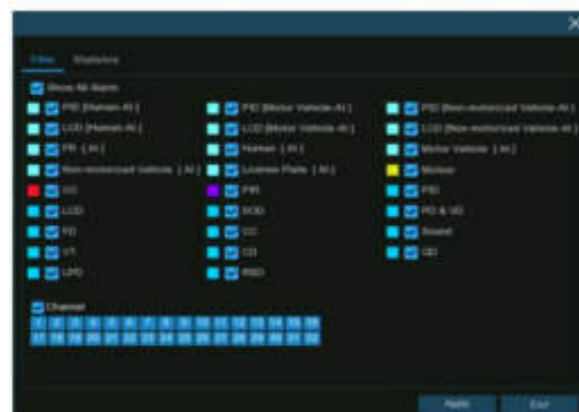 Filter Statistics
Show All Alarm
PID [Human-AI] PID [Motor Vehicle-AI] PID [Non-motorized Vehicle-AI]
LCD [Human-AI] LCD [Motor Vehicle-AI] LCD [Non-motorized Vehicle-AI]
FR [AI] Human [AI] Motor Vehicle [AI]
Non-motorized Vehicle [AI] License Plate [AI] Motion
IO PIR PID
LCD SOD PD & VD
FD CC Sound
VT CD QD
LPD RSD
Channel
1 2 3 4 5 6 7 8 9 10 11 12 13 14 15 16
17 18 19 20 21 22 23 24 25 26 27 28 29 30 31 32
Apply Exit